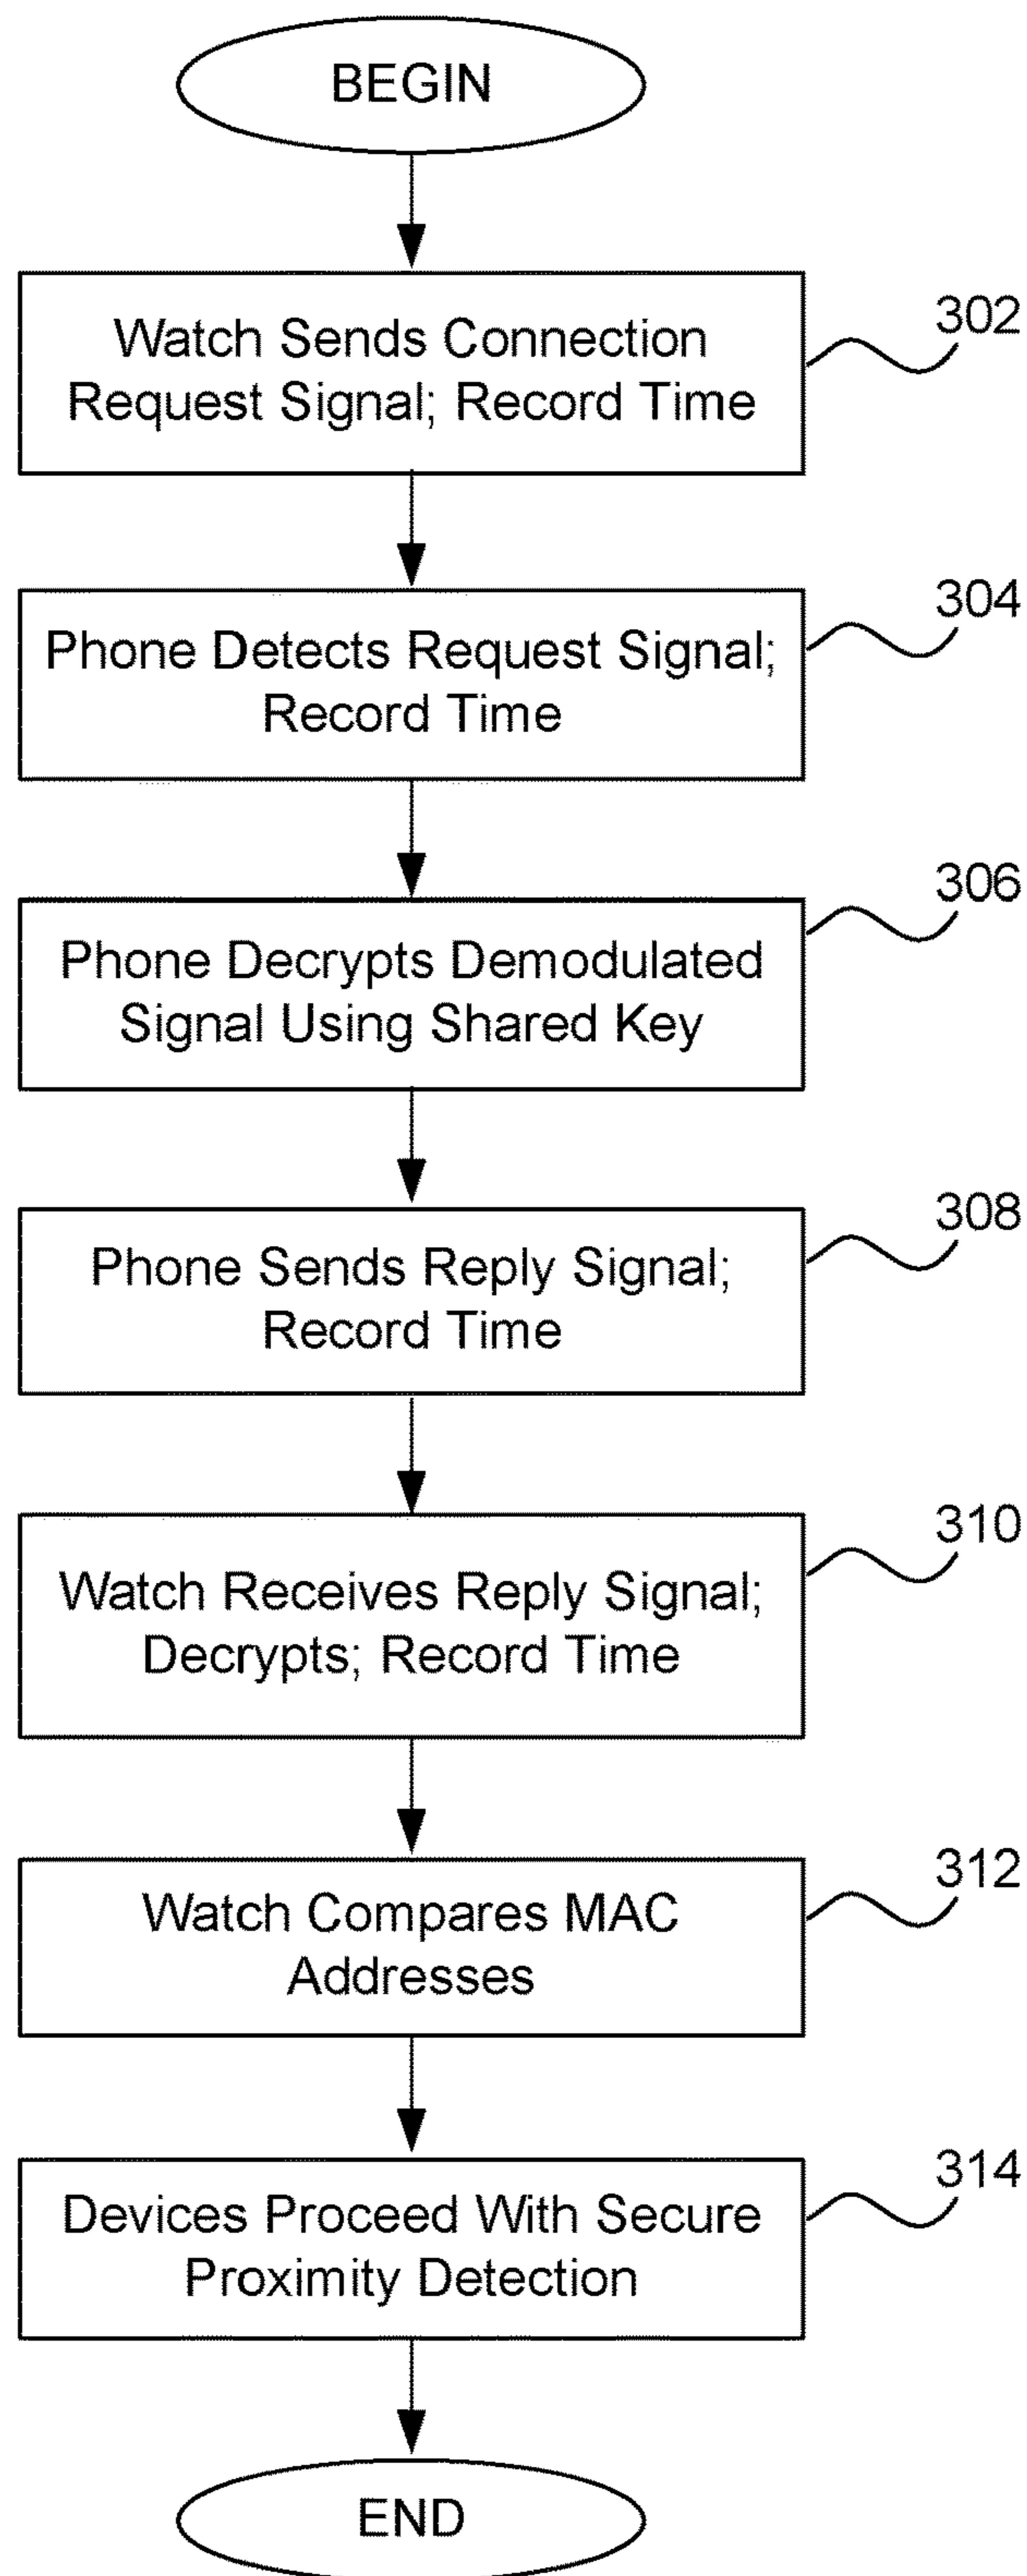 BEGIN
Watch Sends Connection
Request Signal; Record Time
302
Phone Detects Request Signal;
Record Time
304
Phone Decrypts Demodulated
Signal Using Shared Key
306
Phone Sends Reply Signal;
Record Time
308
Watch Receives Reply Signal;
Decrypts; Record Time
310
Watch Compares MAC
Addresses
312
Devices Proceed With Secure
Proximity Detection
314
END